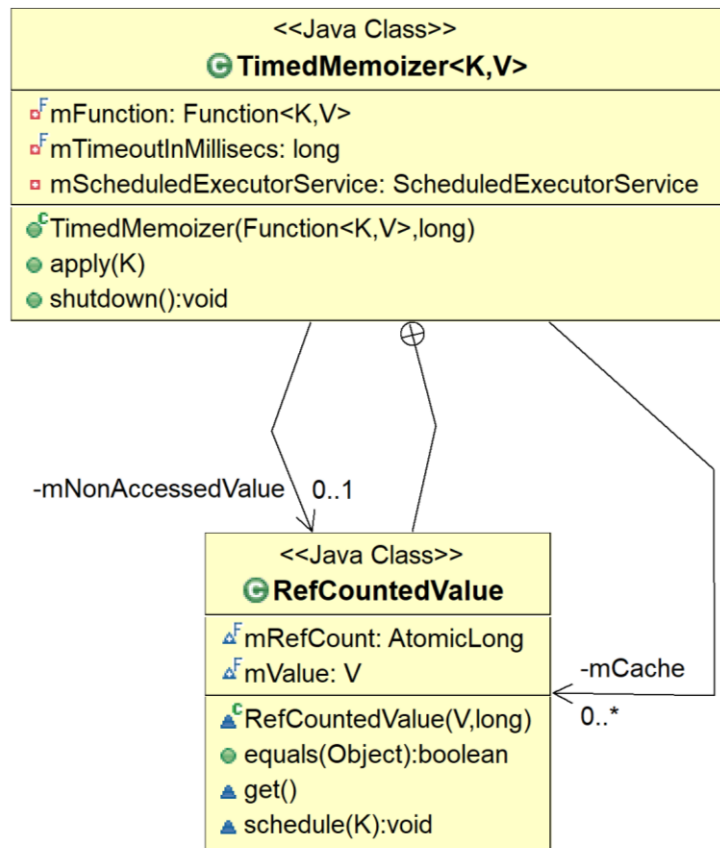 <<Java Class>>
C TimedMemoizer<K,V>
F mFunction: Function<K,V>
F mTimeoutInMillisecs: long
mScheduledExecutorService: ScheduledExecutorService
C TimedMemoizer(Function<K,V>,long)
apply(K)
shutdown():void
-mNonAccessedValue 0..1
<<Java Class>>
C RefCountedValue
F mRefCount: AtomicLong
F mValue: V
-mCache
0..*
C RefCountedValue(V,long)
equals(Object):boolean
get()
schedule(K):void